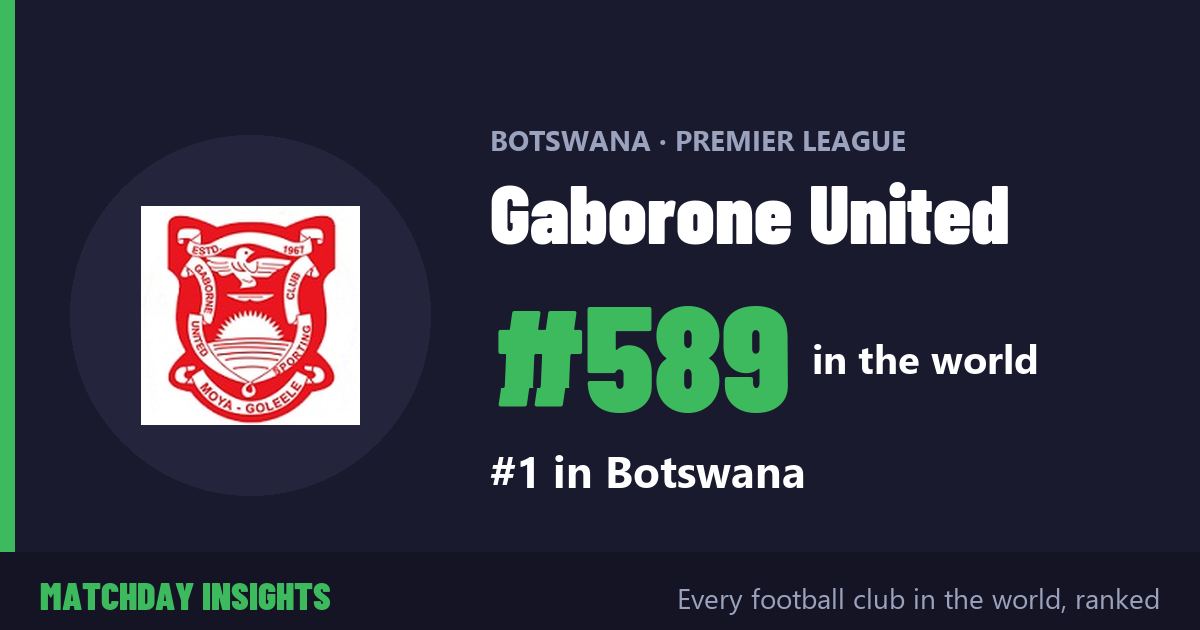 BOTSWANA · PREMIER LEAGUE
Gaborone United
#589 in the world
#1 in Botswana
ESTD. 1967
GABORNE
UNITED
SPORTING
CLUB
MOYA - GOLEELE
MATCHDAY INSIGHTS
Every football club in the world, ranked